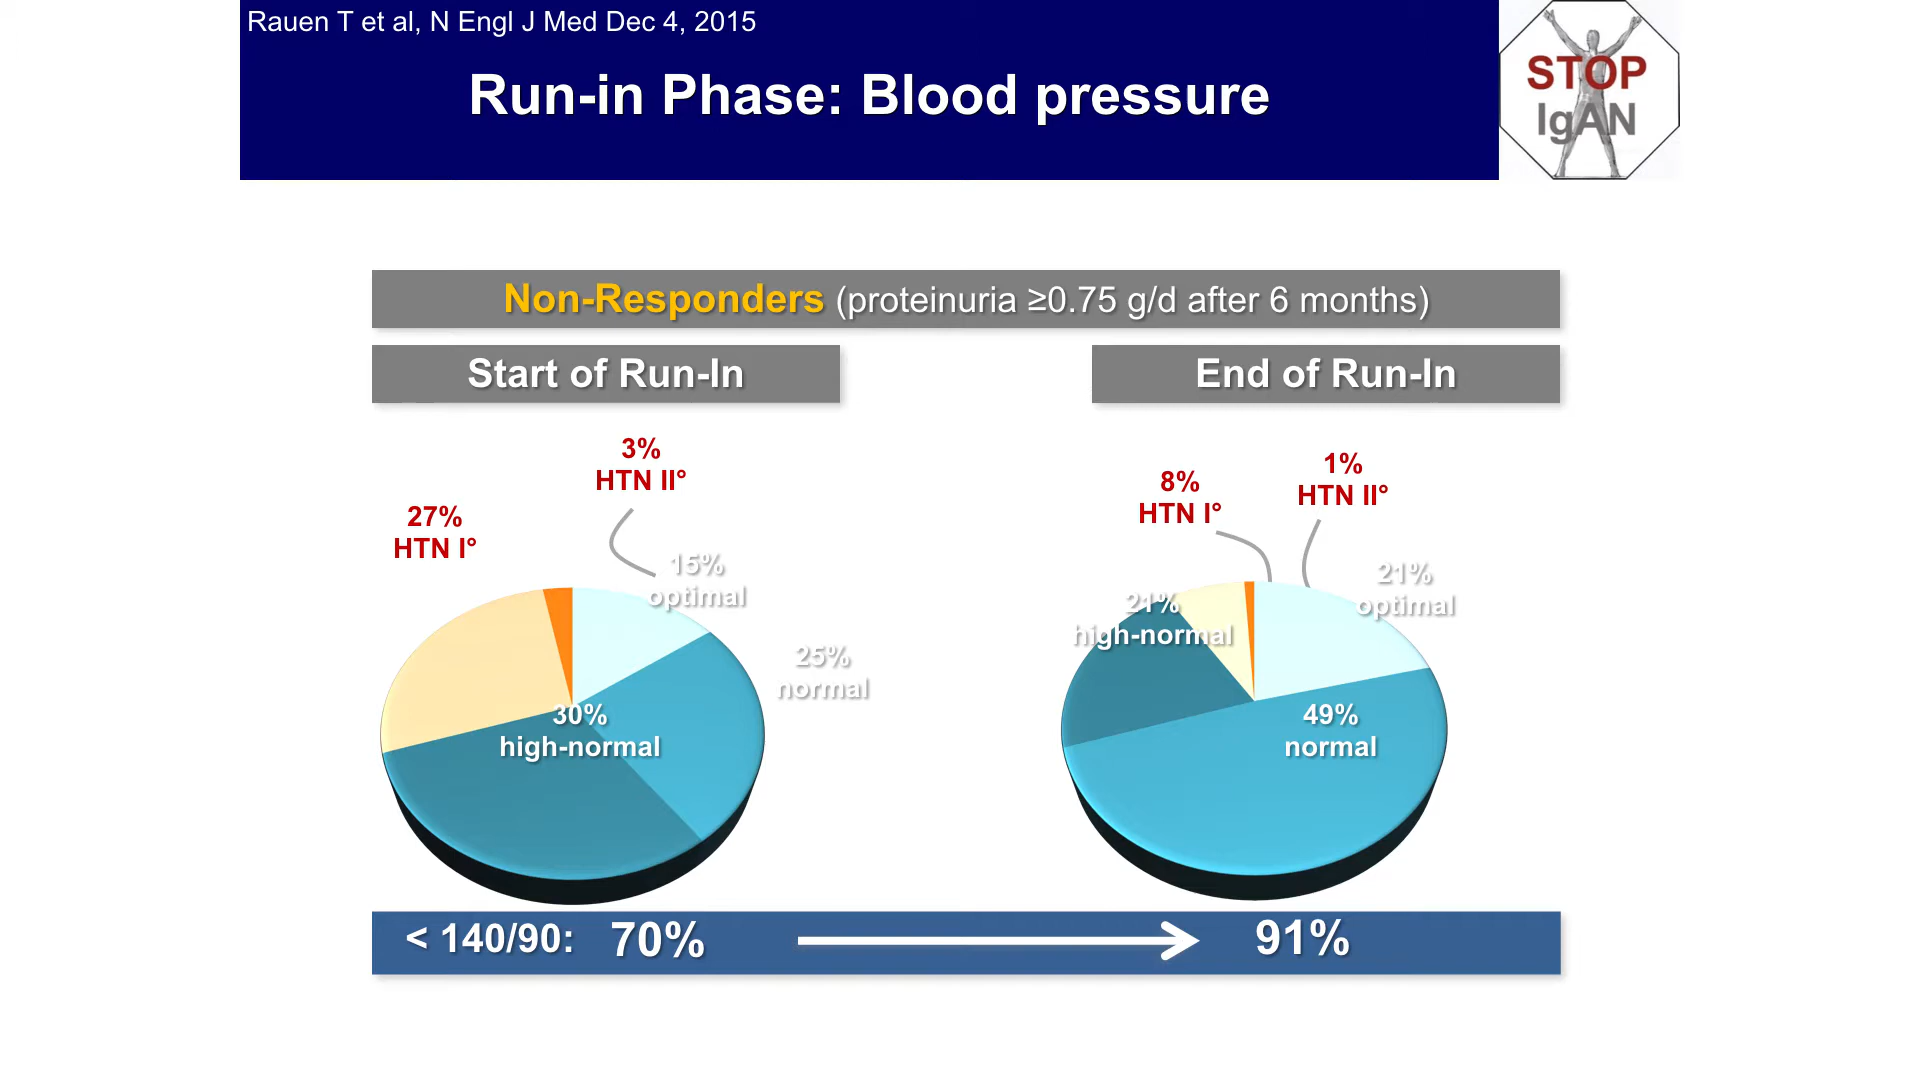 Rauen T et al, N Engl J Med Dec 4, 2015
Run-in Phase: Blood pressure
STOP
IgAN
Non-Responders (proteinuria ≥0.75 g/d after 6 months)
Start of Run-In
End of Run-In
3%
HTN II°
27%
HTN I°
15%
optimal
25%
normal
30%
high-normal
8%
HTN I°
1%
HTN II°
21%
optimal
21%
high-normal
49%
normal
< 140/90: 70%
91%